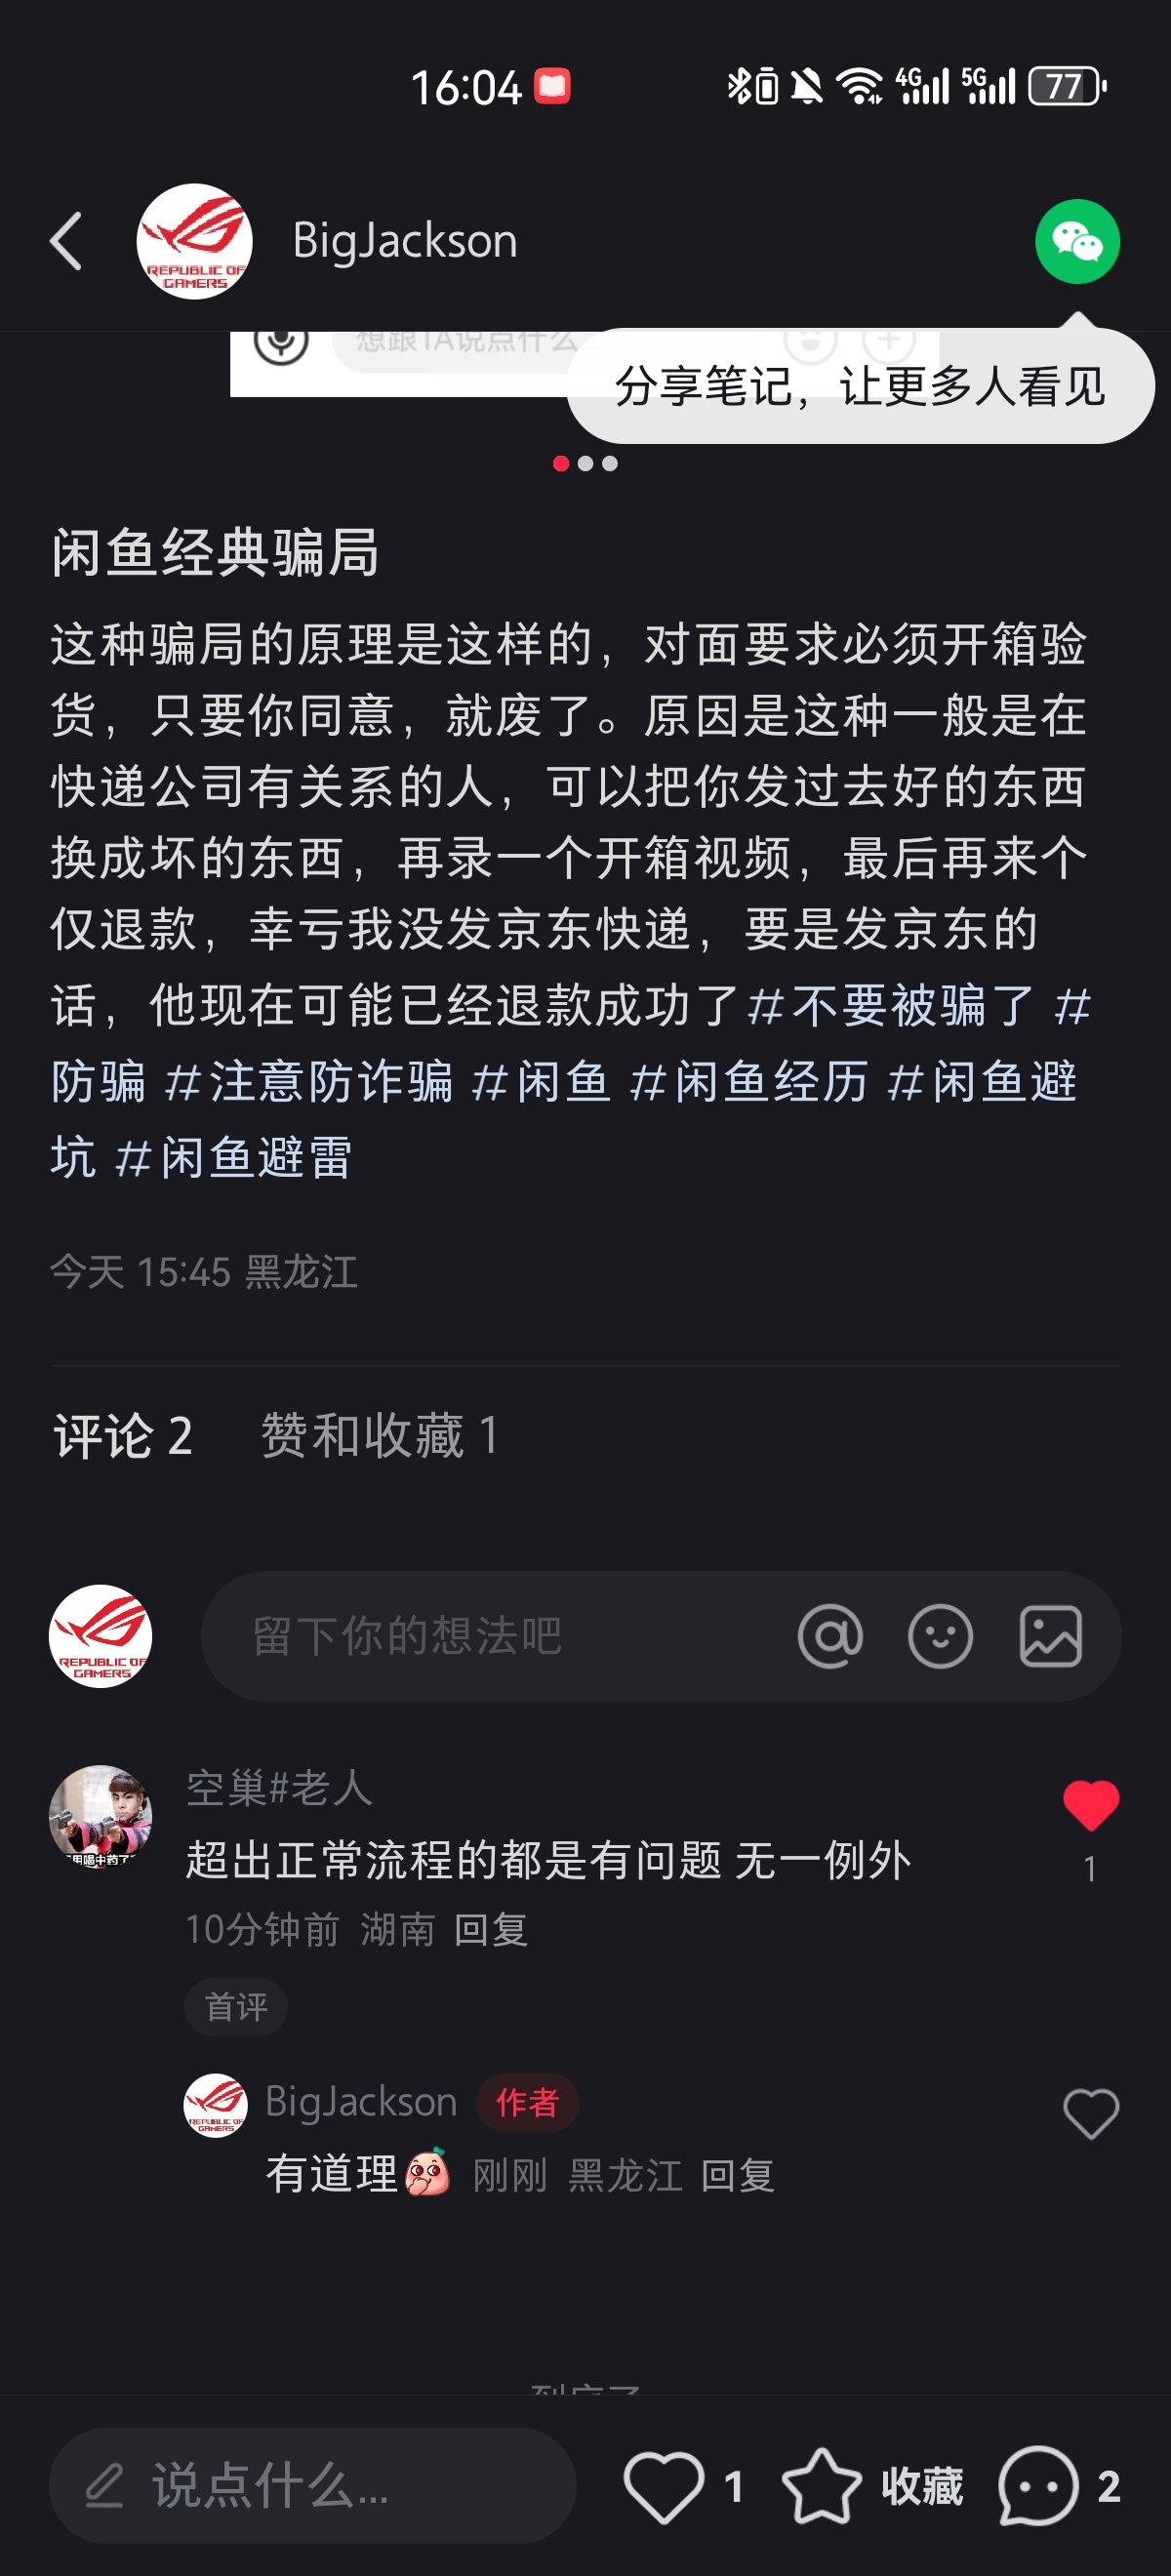 16:04
4G
5G
77
BigJackson
REPUBLIC OF
GAMERS
想跟TA说点什么...
分享笔记，让更多人看见
闲鱼经典骗局
这种骗局的原理是这样的，对面要求必须开箱验
货，只要你同意，就废了。原因是这种一般是在
快递公司有关系的人，可以把你发过去好的东西
换成坏的东西，再录一个开箱视频，最后再来个
仅退款，幸亏我没发京东快递，要是发京东的
话，他现在可能已经退款成功了#不要被骗了 #
防骗 #注意防诈骗 #闲鱼 #闲鱼经历 #闲鱼避
坑 #闲鱼避雷
今天 15:45 黑龙江
评论 2 赞和收藏 1
REPUBLIC OF
GAMERS
留下你的想法吧
空巢#老人
超出正常流程的都是有问题 无一例外
1
10分钟前 湖南 回复
首评
REPUBLIC OF
GAMERS
BigJackson 作者
有道理 刚刚 黑龙江 回复
到底了
说点什么...
1
收藏
2